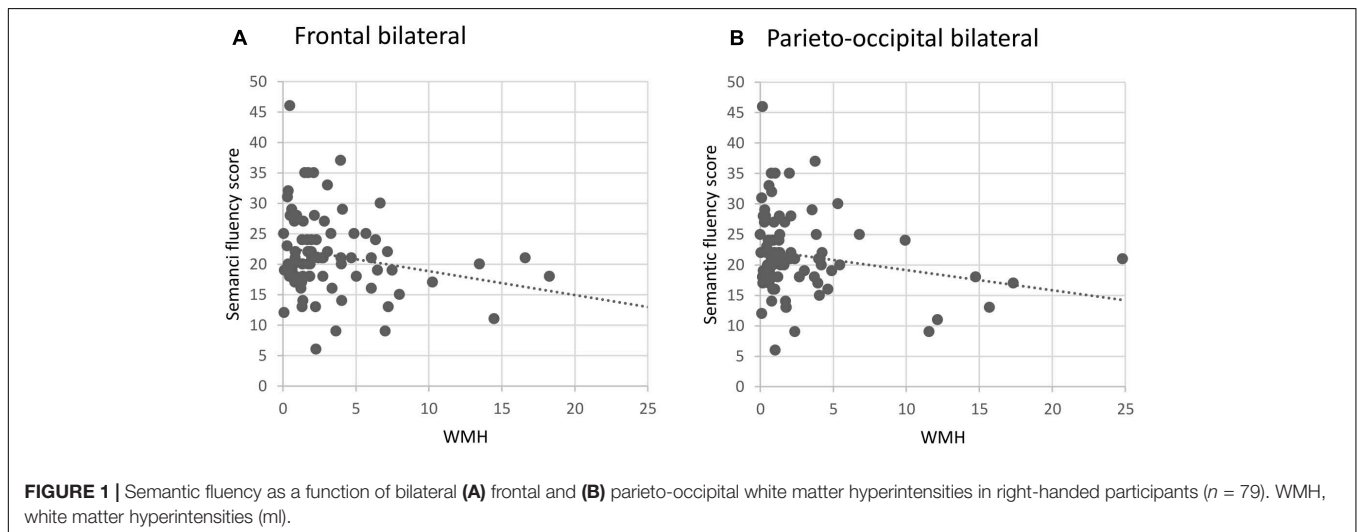 A Frontal bilateral
50
45
40
35
30
25
20
15
10
5
0
Semanci fluency score
0 5 10 15 20 25
WMH
B Parieto-occipital bilateral
50
45
40
35
30
25
20
15
10
5
0
Semantic fluency score
0 5 10 15 20 25
WMH
FIGURE 1 | Semantic fluency as a function of bilateral (A) frontal and (B) parieto-occipital white matter hyperintensities in right-handed participants (n = 79). WMH,
white matter hyperintensities (ml).